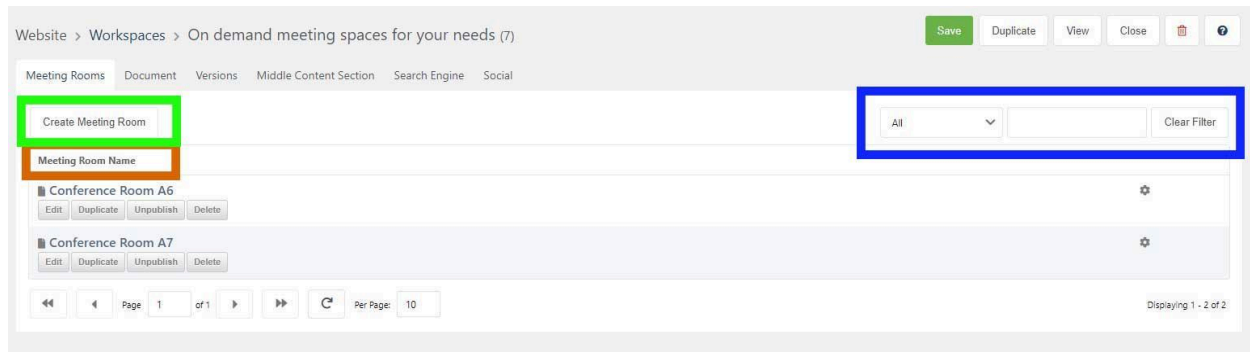 Website > Workspaces > On demand meeting spaces for your needs (7)
Save Duplicate View Close
Meeting Rooms Document Versions Middle Content Section Search Engine Social
Create Meeting Room All Clear Filter
Meeting Room Name
Conference Room A6
Edit Duplicate Unpublish Delete
Conference Room A7
Edit Duplicate Unpublish Delete
Page 1 of 1 Per Page: 10 Displaying 1 - 2 of 2